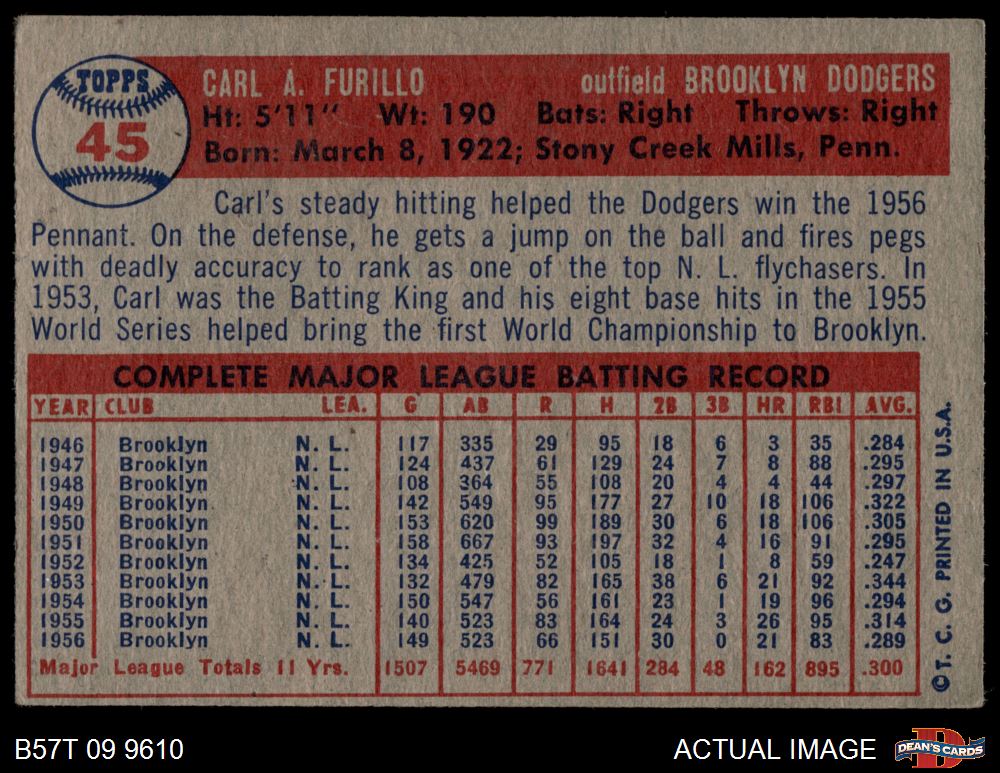 TOPPS
45
CARL A. FURILLO outfield BROOKLYN DODGERS
Ht: 5'11" Wt: 190 Bats: Right Throws: Right
Born: March 8, 1922; Stony Creek Mills, Penn.
Carl's steady hitting helped the Dodgers win the 1956
Pennant. On the defense, he gets a jump on the ball and fires pegs
with deadly accuracy to rank as one of the top N. L. flychasers. In
1953, Carl was the Batting King and his eight base hits in the 1955
World Series helped bring the first World Championship to Brooklyn.
COMPLETE MAJOR LEAGUE BATTING RECORD
YEAR CLUB LEA. G AB R H 2B 3B HR RBI AVG.
1946 Brooklyn N. L. 117 335 29 95 18 6 3 35 .284
1947 Brooklyn N. L. 124 437 61 129 24 7 8 88 .295
1948 Brooklyn N. L. 108 364 55 108 20 4 4 44 .297
1949 Brooklyn N. L. 142 549 95 177 27 10 18 106 .322
1950 Brooklyn N. L. 153 620 99 189 30 6 18 106 .305
1951 Brooklyn N. L. 158 667 93 197 32 4 16 91 .295
1952 Brooklyn N. L. 134 425 52 105 18 1 8 59 .247
1953 Brooklyn N. L. 132 479 82 165 38 6 21 92 .344
1954 Brooklyn N. L. 150 547 56 161 23 1 19 96 .294
1955 Brooklyn N. L. 140 523 83 164 24 3 26 95 .314
1956 Brooklyn N. L. 149 523 66 151 30 0 21 83 .289
Major League Totals 11 Yrs. 1507 5469 771 1641 284 48 162 895 .300
© T. C. G. PRINTED IN U.S.A.
B57T 09 9610
ACTUAL IMAGE
D
DEAN'S CARDS